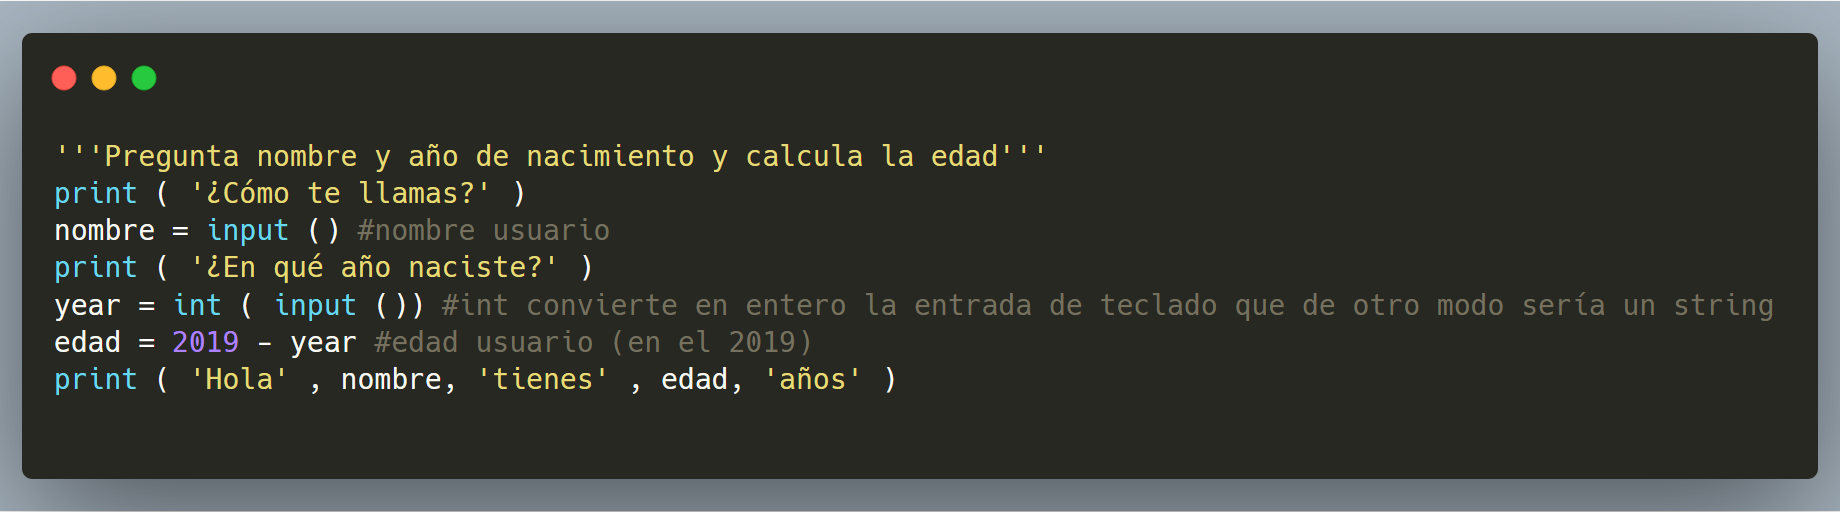 '''Pregunta nombre y año de nacimiento y calcula la edad'''
print ( '¿Cómo te llamas?' )
nombre = input () #nombre usuario
print ( '¿En qué año naciste?' )
year = int ( input ()) #int convierte en entero la entrada de teclado que de otro modo sería un string
edad = 2019 - year #edad usuario (en el 2019)
print ( 'Hola' , nombre, 'tienes' , edad, 'años' )